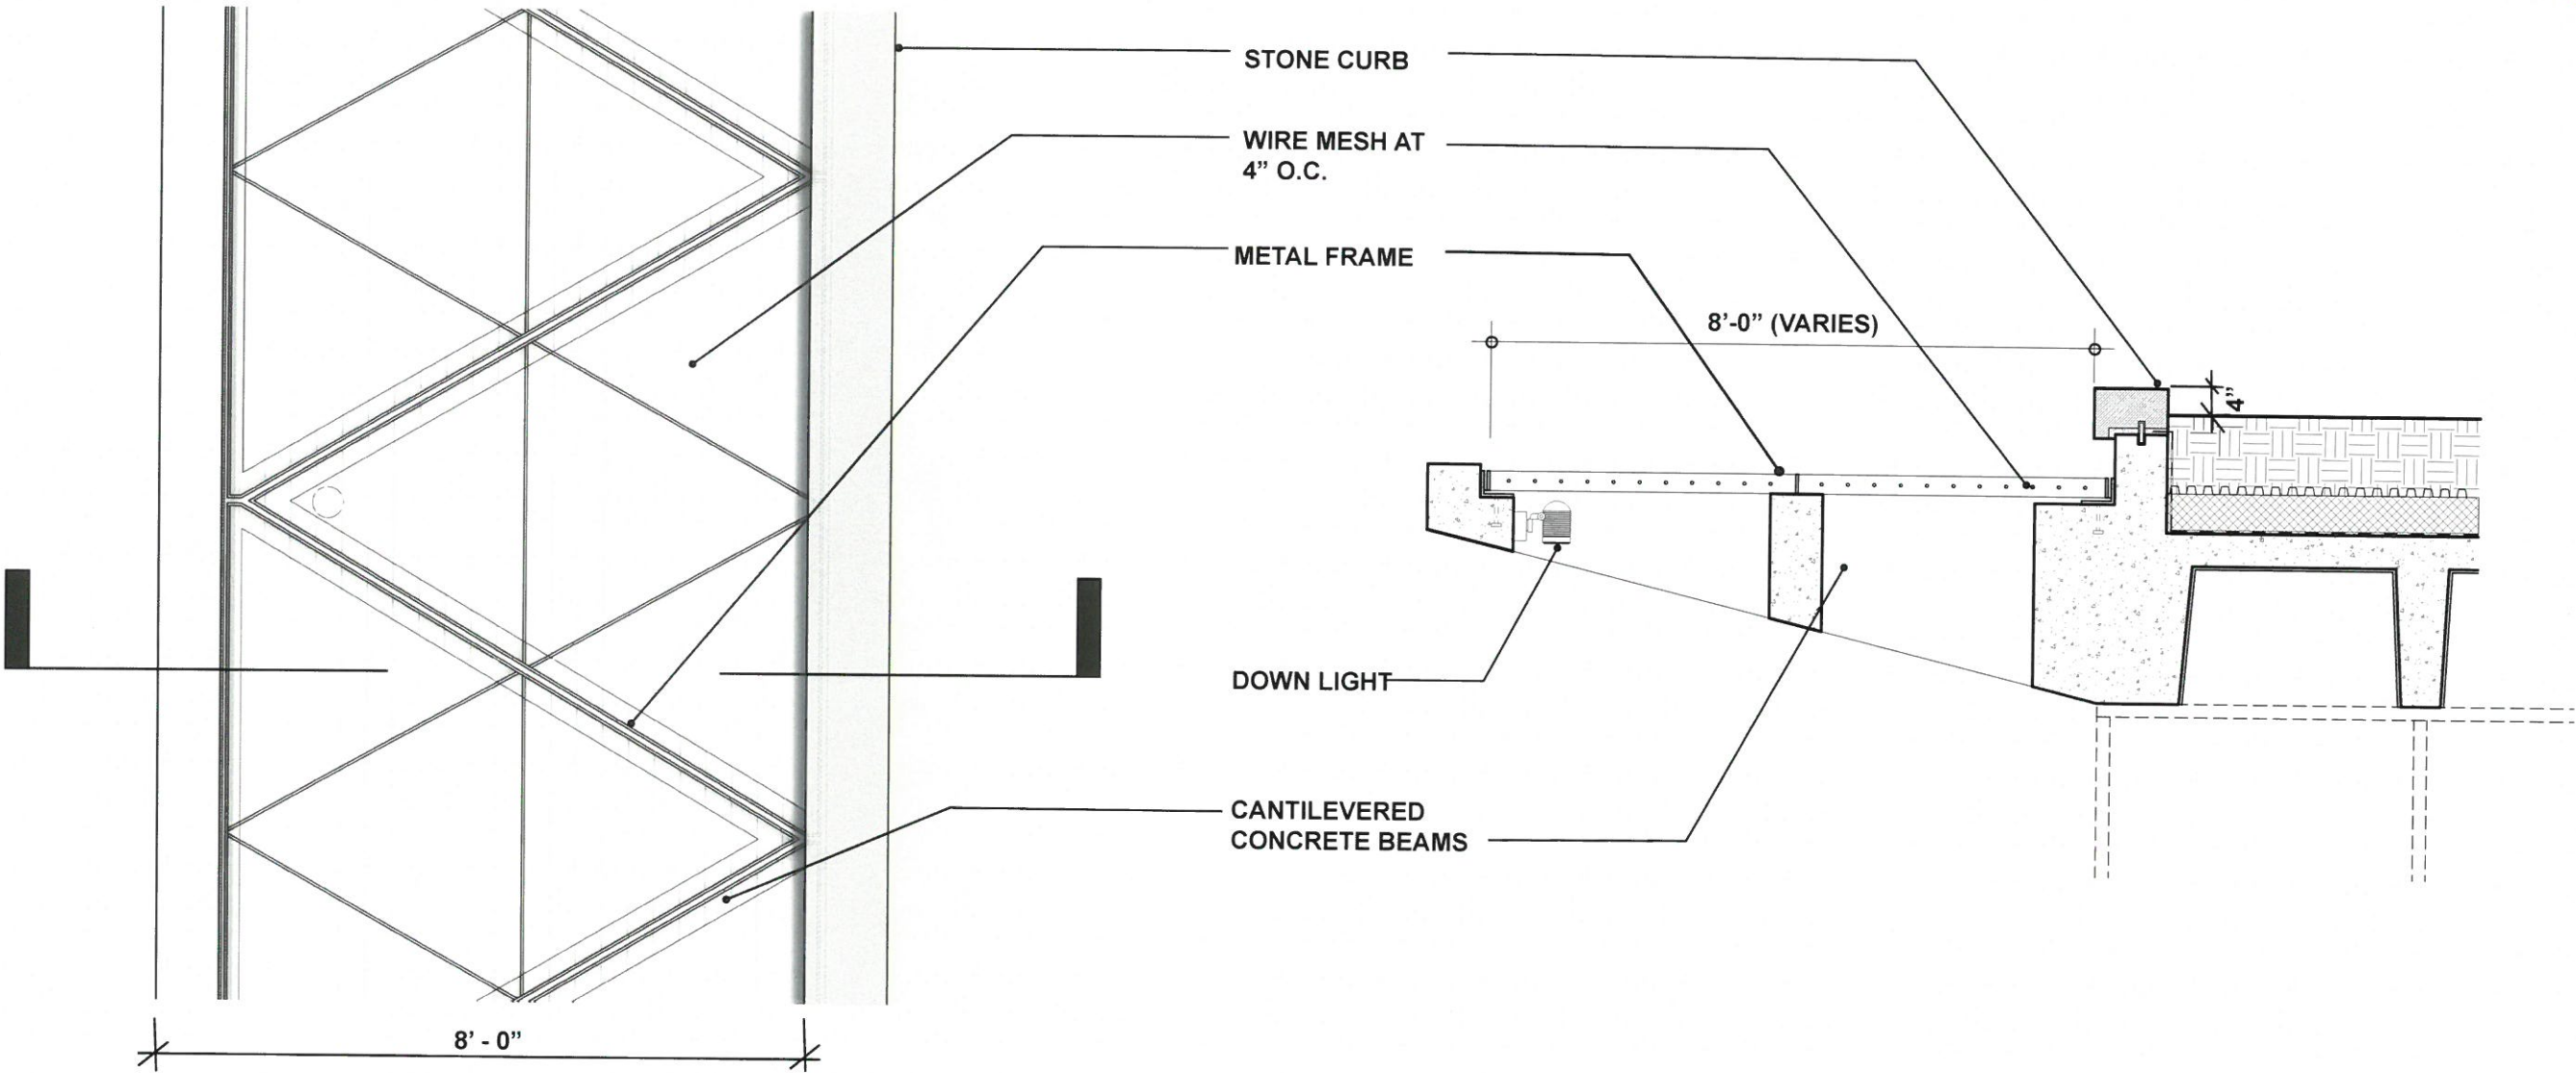 STONE CURB
WIRE MESH AT
4” O.C.
METAL FRAME
8’-0” (VARIES)
4”
DOWN LIGHT
CANTILEVERED
CONCRETE BEAMS
8’ - 0”